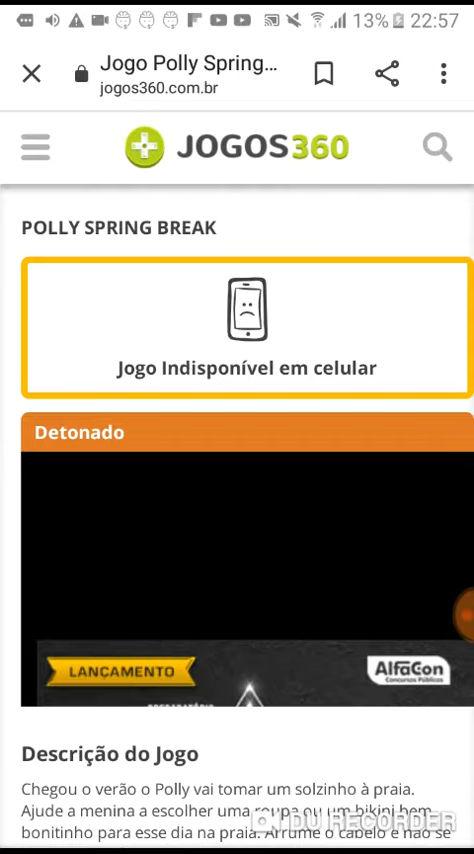 13% 22:57
Jogo Polly Spring...
jogos360.com.br
JOGOS360
POLLY SPRING BREAK
Jogo Indisponível em celular
Detonado
LANÇAMENTO
AlfaCon
Concursos Públicos
Descrição do Jogo
Chegou o verão o Polly vai tomar um solzinho à praia.
Ajude a menina a escolher uma roupa ou um bikini bem
bonitinho para esse dia na praia. Arrume o cabelo e não se
DU RECORDER